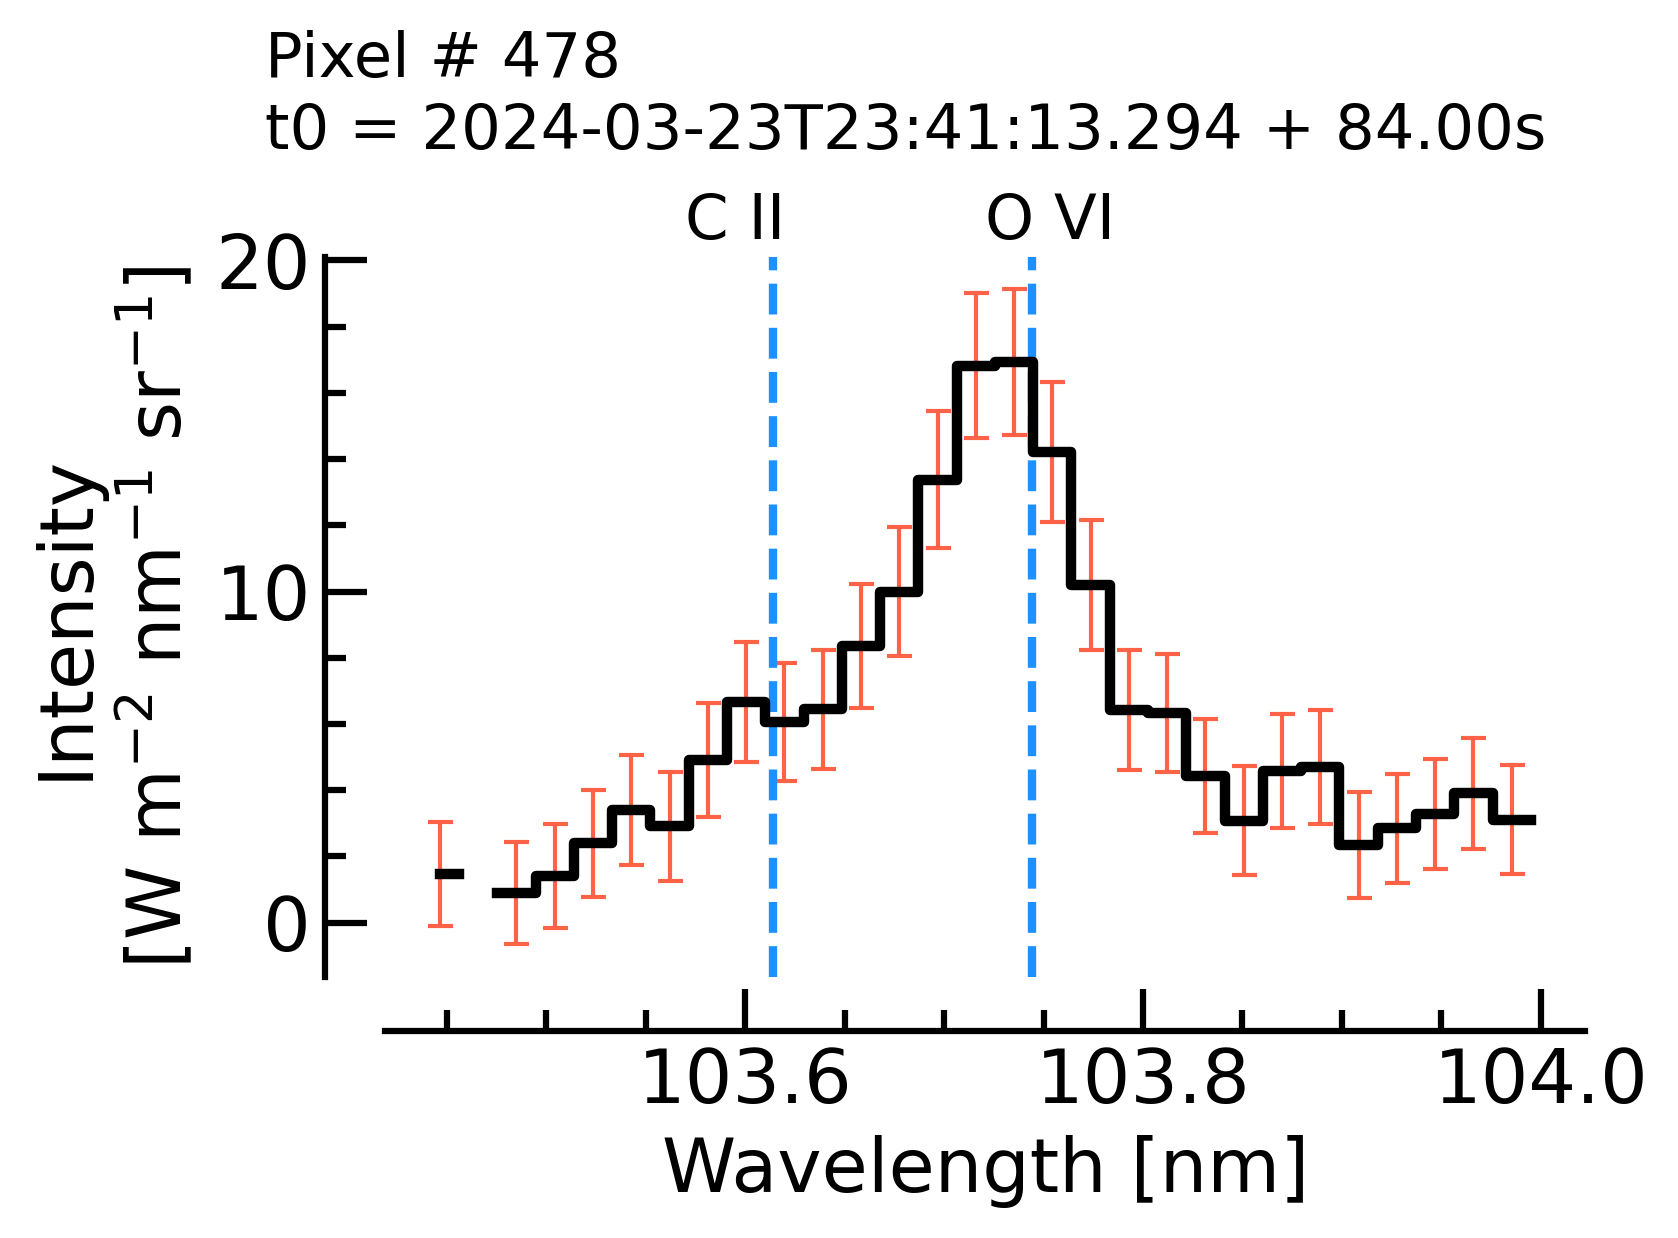 Pixel # 478
t0 = 2024-03-23T23:41:13.294 + 84.00s
C II O VI
20
10
0
Intensity
[W m⁻² nm⁻¹ sr⁻¹]
103.6 103.8 104.0
Wavelength [nm]